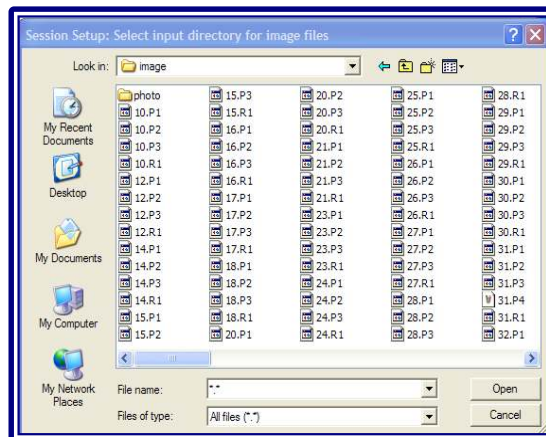 Session Setup: Select input directory for image files
Look in: image
My Recent
Documents
Desktop
My Documents
My Computer
My Network
Places
photo
10.P1
10.P2
10.P3
10.R1
12.P1
12.P2
12.P3
12.R1
14.P1
14.P2
14.P3
14.R1
15.P1
15.P2
15.P3
15.R1
16.P1
16.P2
16.P3
16.R1
17.P1
17.P2
17.P3
17.R1
18.P1
18.P2
18.P3
18.R1
20.P1
20.P2
20.P3
20.R1
21.P1
21.P2
21.P3
21.R1
23.P1
23.P2
23.P3
23.R1
24.P1
24.P2
24.P3
24.R1
25.P1
25.P2
25.P3
25.R1
26.P1
26.P2
26.P3
26.R1
27.P1
27.P2
27.P3
27.R1
28.P1
28.P2
28.P3
28.R1
29.P1
29.P2
29.P3
29.R1
30.P1
30.P2
30.P3
30.R1
31.P1
31.P2
31.P3
31.P4
31.R1
32.P1
File name: *.* Open
Files of type: All files (*.*) Cancel